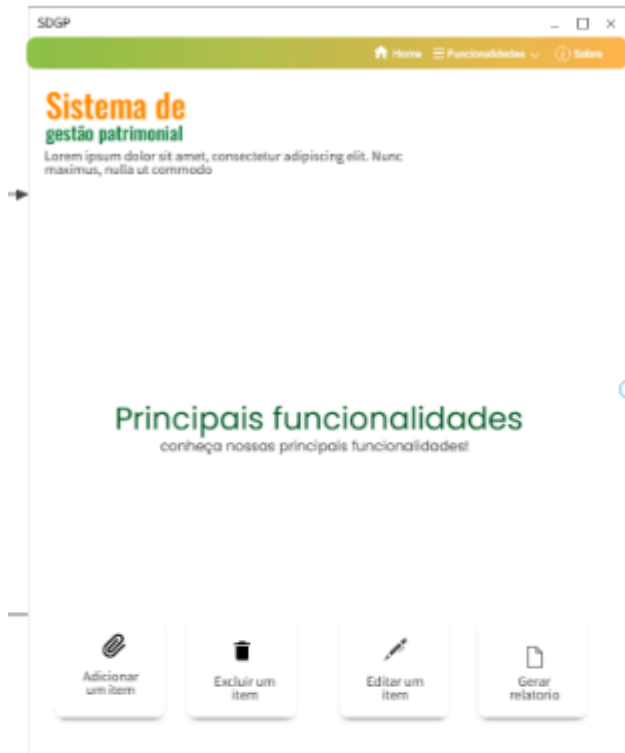 SDGP
Home Funcionalidades Sobre
Sistema de
gestão patrimonial
Lorem ipsum dolor sit amet, consectetur adipiscing elit. Nunc
maximus, nulla ut commodo
Principais funcionalidades
conheça nossas principais funcionalidades!
Adicionar
um item
Excluir um
item
Editar um
item
Gerar
relatorio